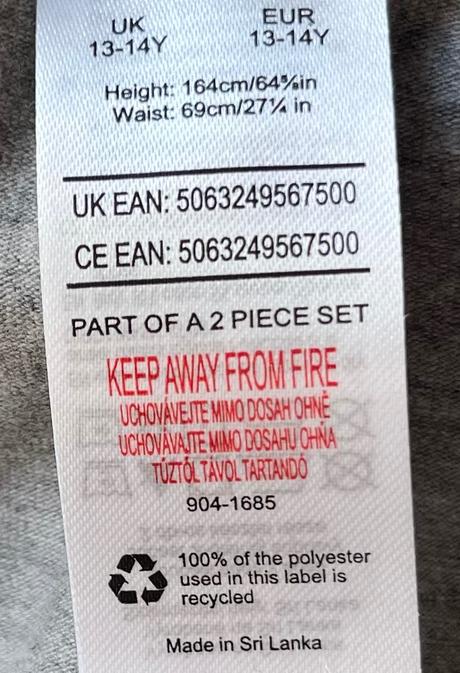 UK EUR
13-14Y 13-14Y
Height: 164cm/64⅝in
Waist: 69cm/27¼ in
UK EAN: 5063249567500
CE EAN: 5063249567500
PART OF A 2 PIECE SET
KEEP AWAY FROM FIRE
UCHOVÁVEJTE MIMO DOSAH OHNĚ
UCHOVÁVAJTE MIMO DOSAHU OHŇA
TŰZTŐL TÁVOL TARTANDÓ
904-1685
100% of the polyester
used in this label is
recycled
Made in Sri Lanka